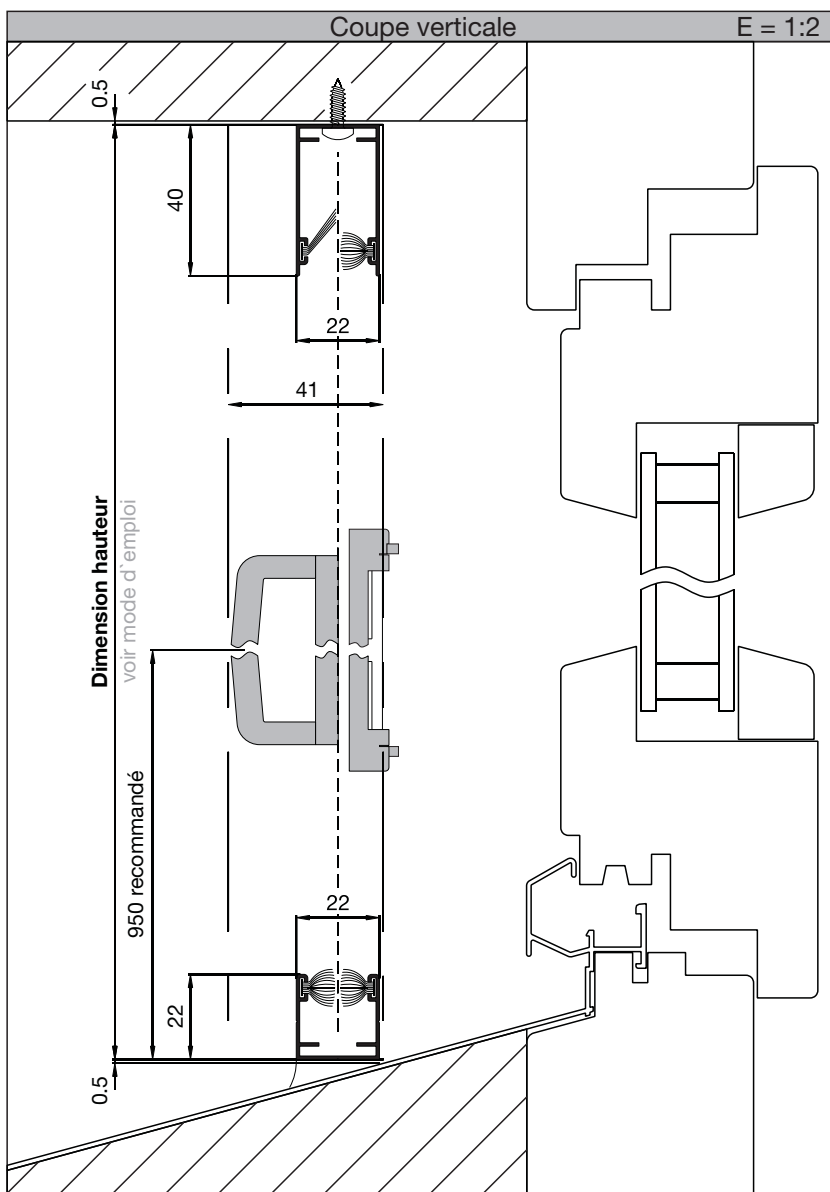 Coupe verticale
E = 1:2
0.5
40
22
41
Dimension hauteur
voir mode d`emploi
950 recommandé
22
22
0.5